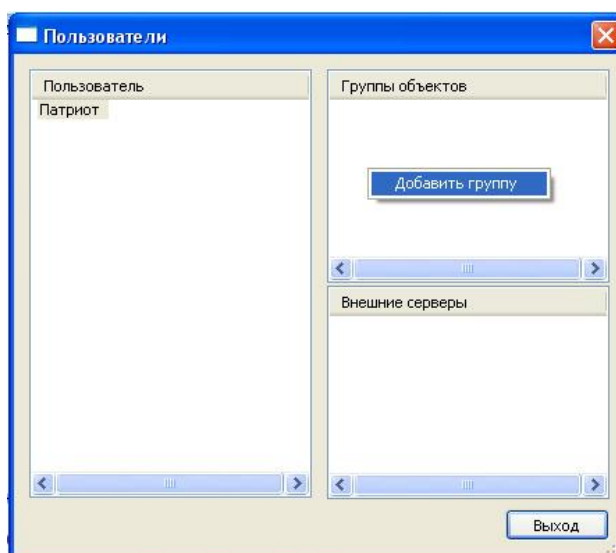 Пользователи
Пользователь
Патриот
Группы объектов
Добавить группу
Внешние серверы
Выход